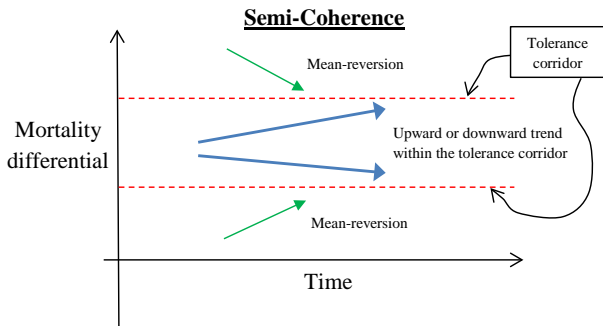 Semi-Coherence
Tolerance
corridor
Mean-reversion
Mortality
differential
Upward or downward trend
within the tolerance corridor
Mean-reversion
Time